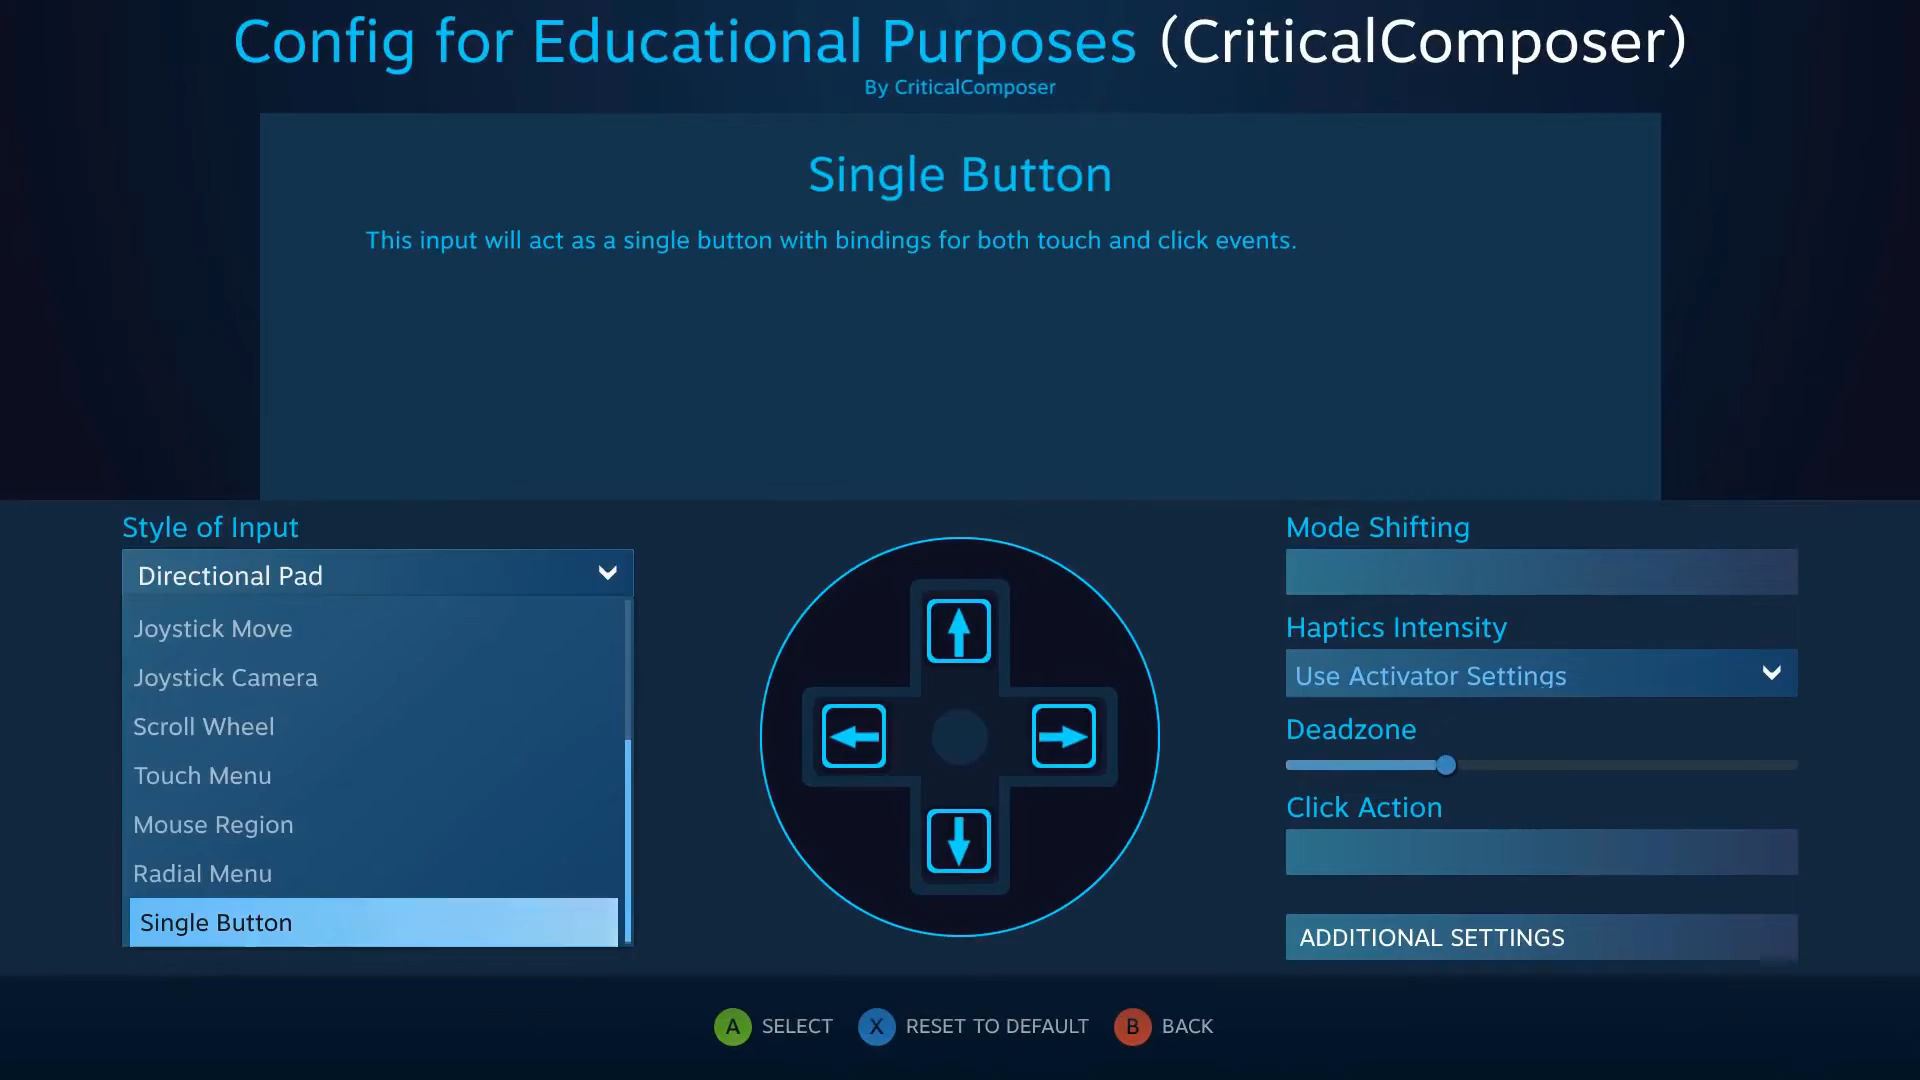 Config for Educational Purposes (CriticalComposer)
By CriticalComposer
Single Button
This input will act as a single button with bindings for both touch and click events.
Style of Input
Directional Pad
Joystick Move
Joystick Camera
Scroll Wheel
Touch Menu
Mouse Region
Radial Menu
Single Button
Mode Shifting
Haptics Intensity
Use Activator Settings
Deadzone
Click Action
ADDITIONAL SETTINGS
A SELECT X RESET TO DEFAULT B BACK